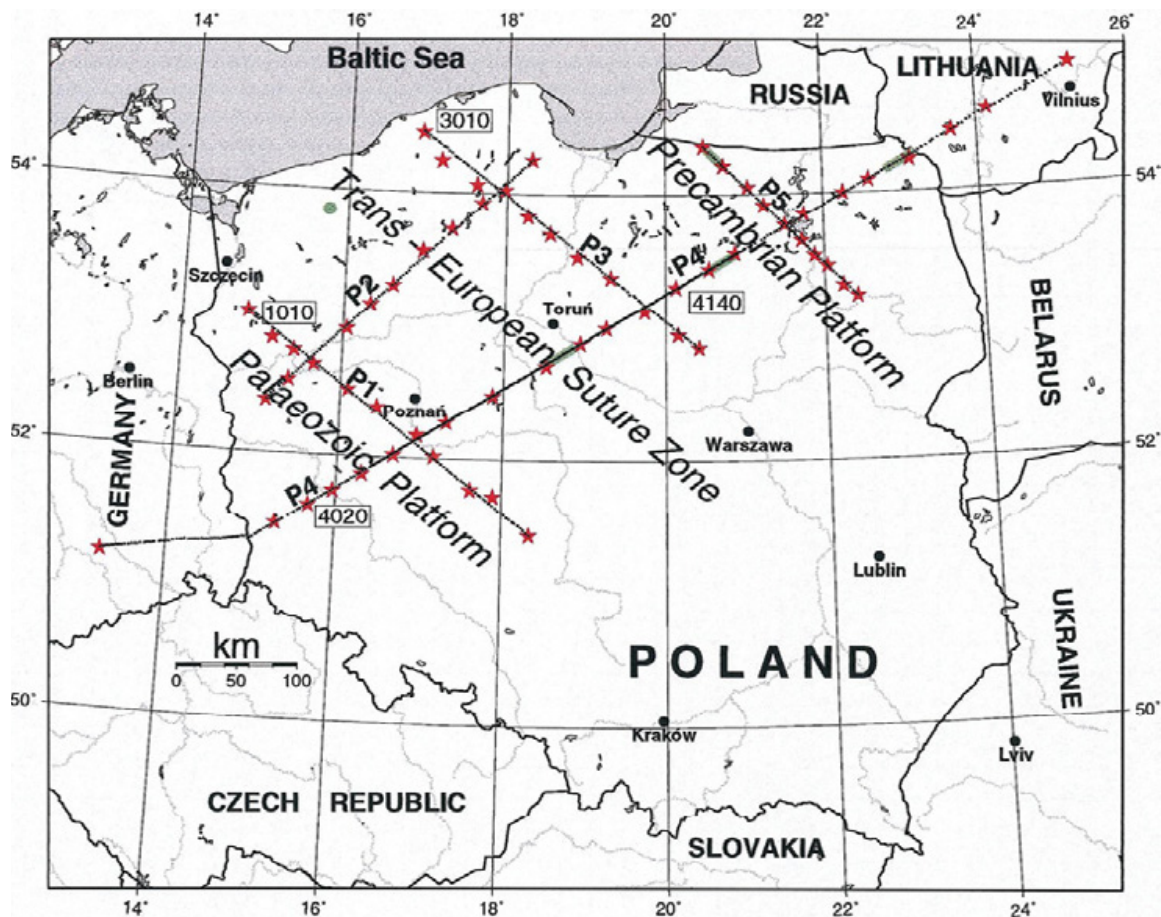 14° 16° 18° 20° 22° 24° 26°
Baltic Sea
LITHUANIA
RUSSIA
Vilnius
3010
54°
54°
Trans - European Suture Zone
Precambrian Platform
P5
P3
P4
P2
Szczecin
1010
Toruń
4140
BELARUS
Palaeozoic Platform
P1
Berlin
Poznań
Warszawa
52°
52°
GERMANY
P4
4020
Lublin
UKRAINE
km
0 50 100
POLAND
50°
50°
Kraków
Lviv
CZECH REPUBLIC
SLOVAKIA
14 16 18 20 22 24